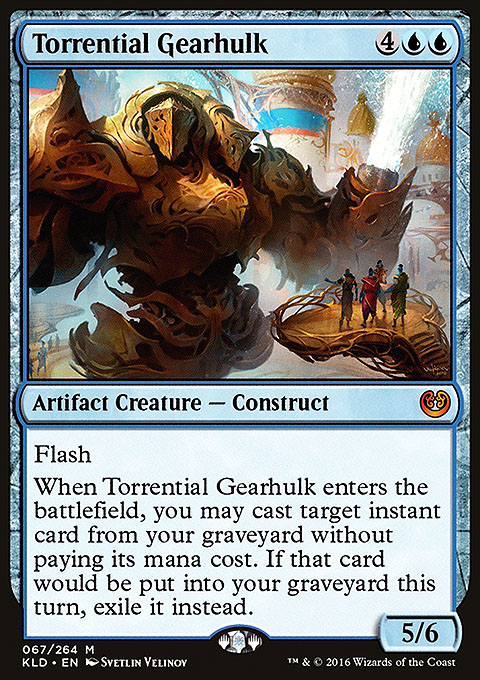 Torrential Gearhulk 4
Artifact Creature — Construct
Flash
When Torrential Gearhulk enters the
battlefield, you may cast target instant
card from your graveyard without
paying its mana cost. If that card
would be put into your graveyard this
turn, exile it instead.
5/6
067/264 M
KLD • EN Svetlin Velinov
™ & © 2016 Wizards of the Coast